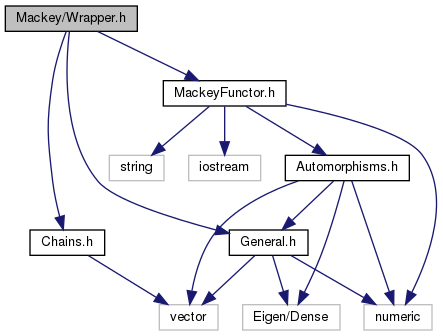 Mackey/Wrapper.h
MackeyFunctor.h
string
iostream
Automorphisms.h
Chains.h
General.h
vector
Eigen/Dense
numeric